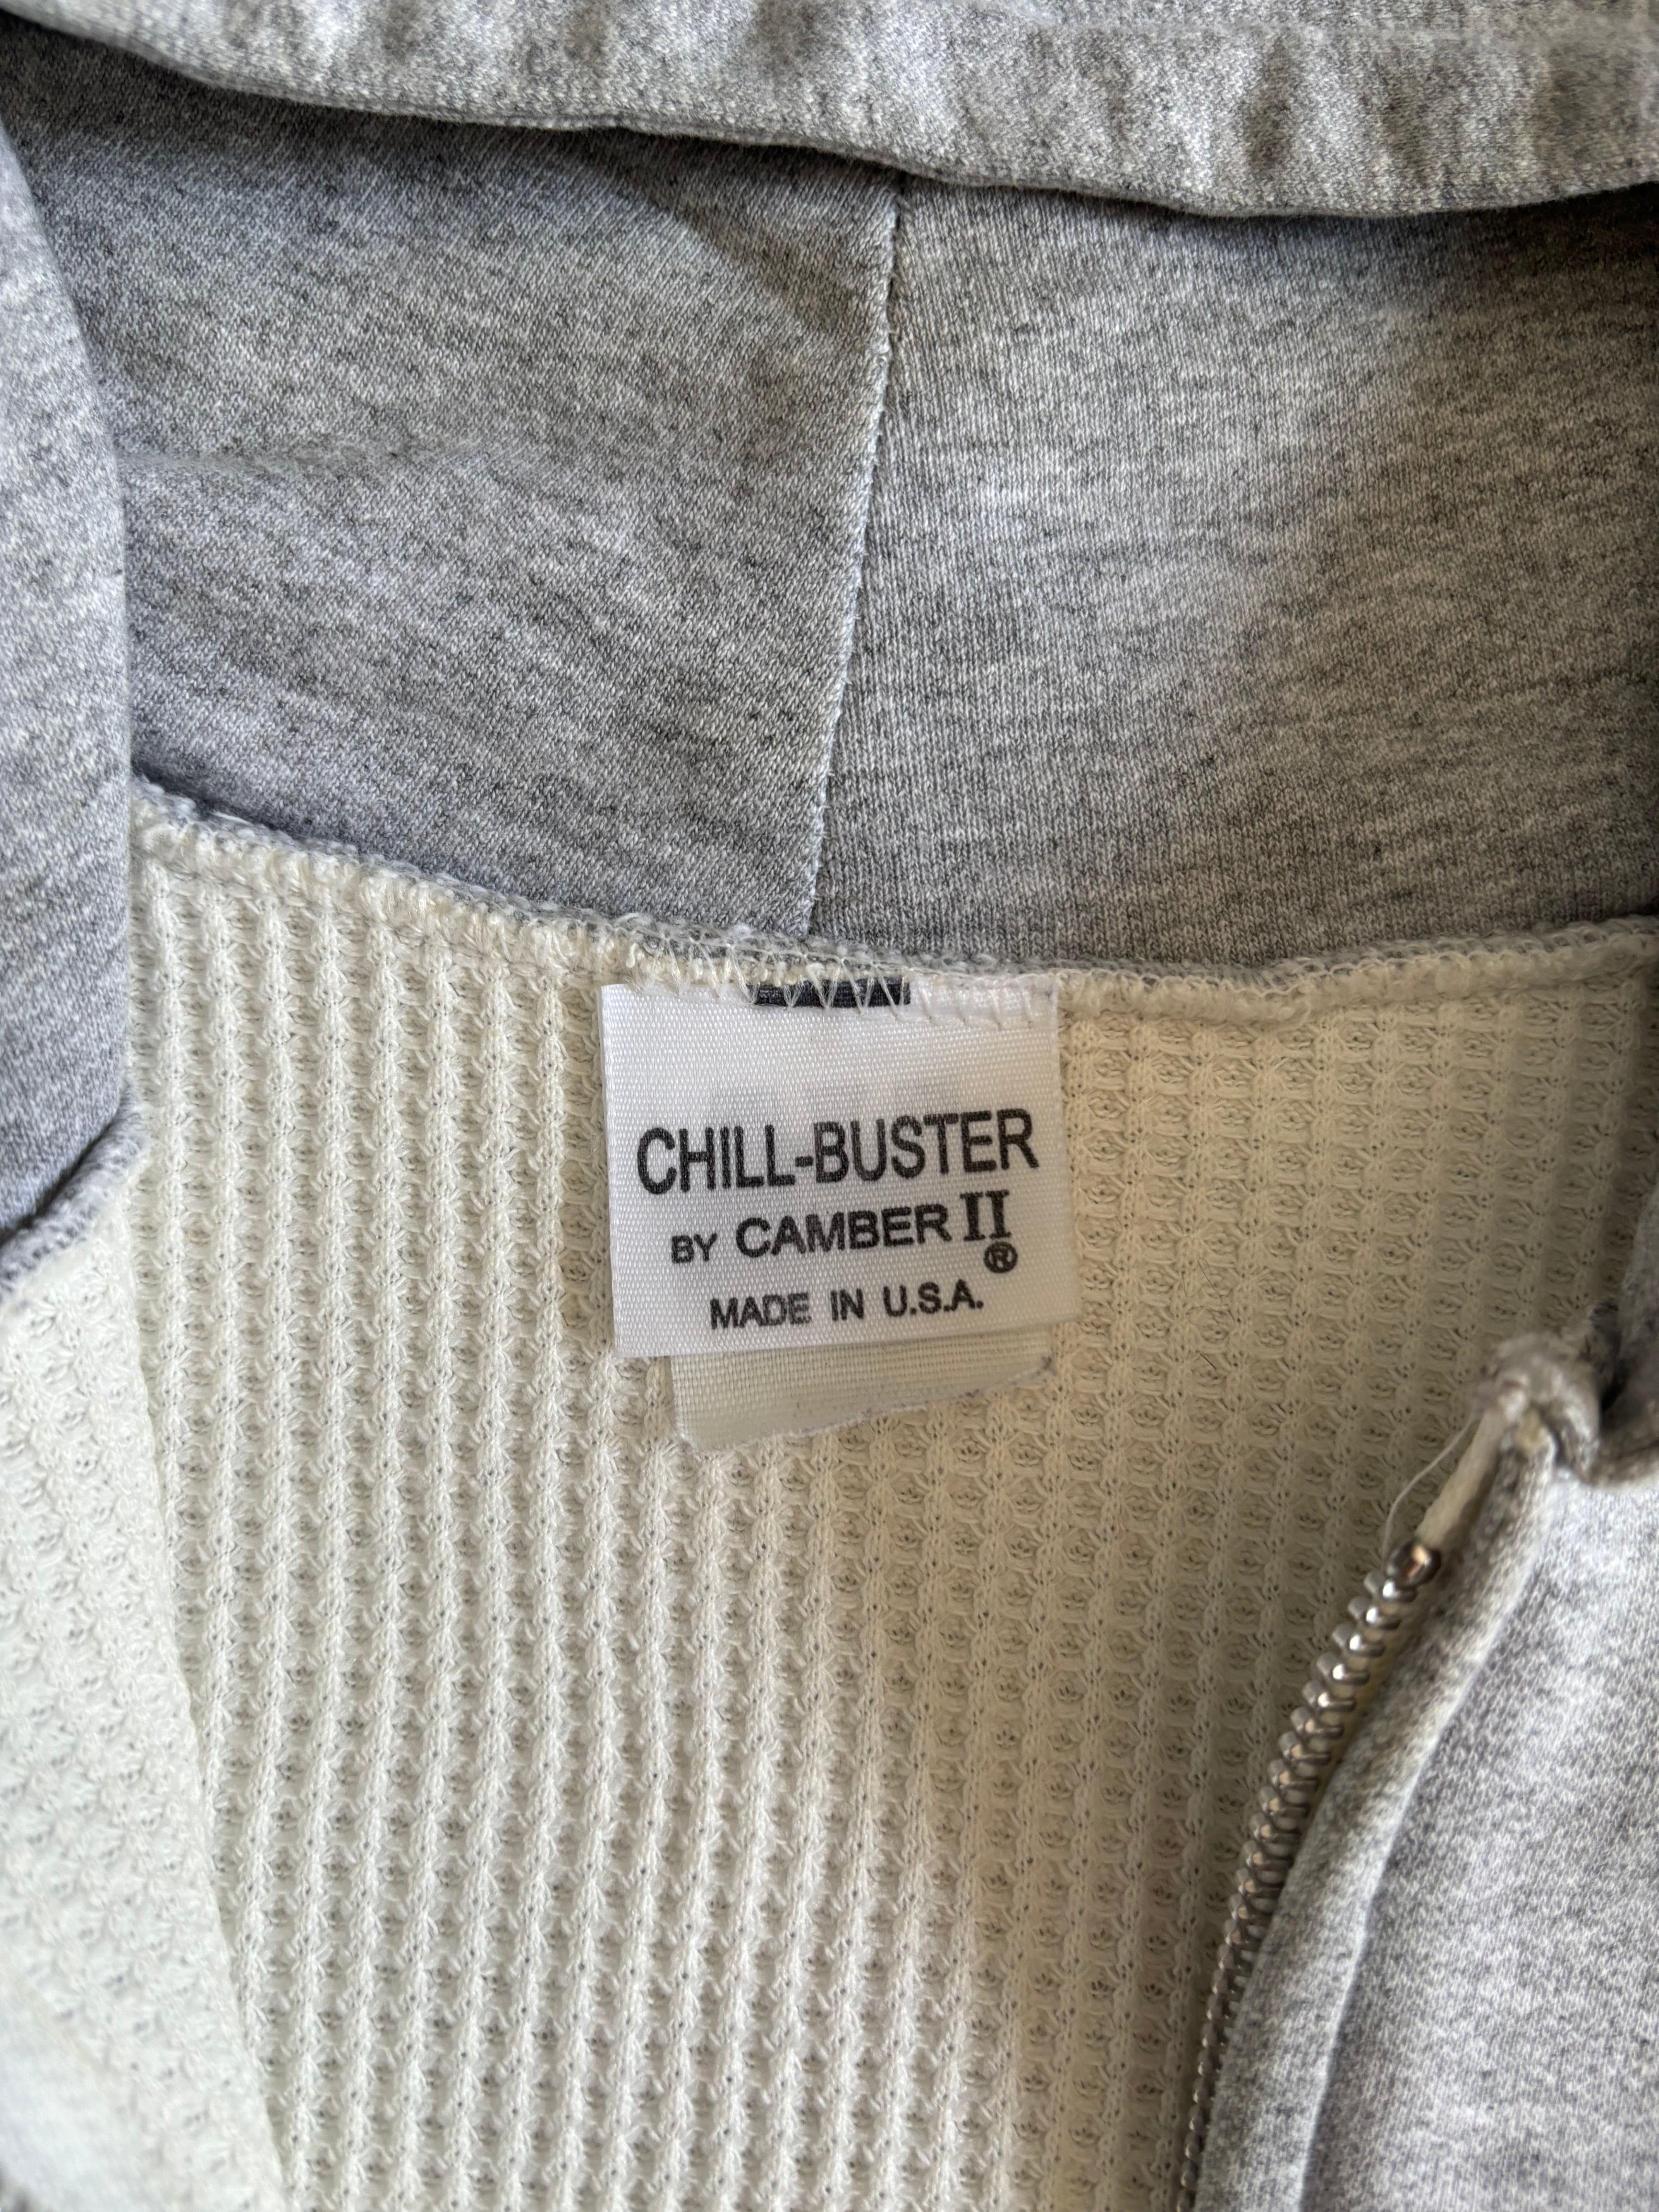 CHILL-BUSTER
BY CAMBER II
®
MADE IN U.S.A.